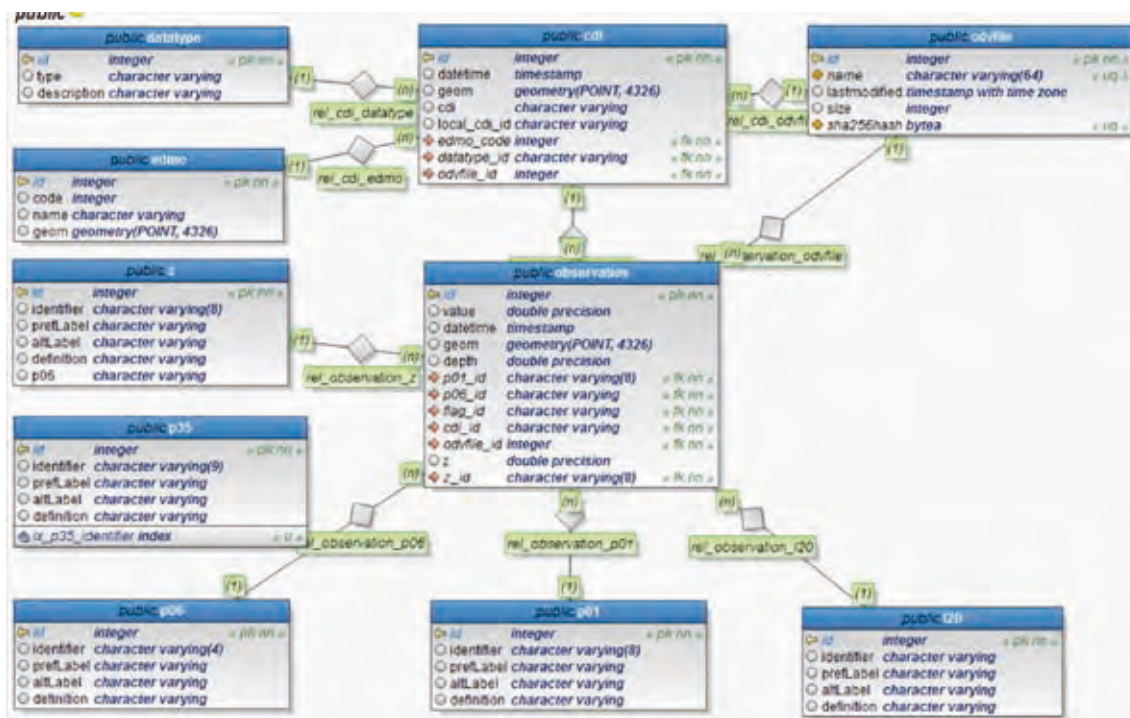 public
public.datatype
id integer « pk nn »
type character varying
description character varying
public.cdi
id integer « pk nn »
datetime timestamp
geom geometry(POINT, 4326)
cdi character varying
local_cdi_id character varying
edmo_code integer « fk nn »
datatype_id character varying « fk nn »
odvfile_id integer « fk nn »
public.odvfile
id integer « pk nn »
name character varying(64) « uq »
lastmodified timestamp with time zone
size integer
sha256hash bytea « uq »
(1)
(n)
rel_cdi_datatype
(n)
(1)
rel_cdi_odvfil
public.edmo
id integer « pk nn »
code integer
name character varying
geom geometry(POINT, 4326)
(n)
(1)
rel_cdi_edmo
(1)
(n)
(1)
(n)
servation_odvfile
public.z
id integer « pk nn »
identifier character varying(8)
prefLabel character varying
altLabel character varying
definition character varying
p06 character varying
(1)
(n)
rel_observation_z
public.observation
id integer « pk nn »
value double precision
datetime timestamp
geom geometry(POINT, 4326)
depth double precision
p01_id character varying(8) « fk nn »
p06_id character varying « fk nn »
flag_id character varying « fk nn »
cdi_id character varying « fk nn »
odvfile_id integer « fk nn »
z double precision
z_id character varying(8) « fk nn »
public.p35
id integer « pk nn »
identifier character varying(9)
prefLabel character varying
altLabel character varying
definition character varying
ix_p35_identifier index « u »
(n)
el_observation_p06
(1)
(n)
rel_observation_p01
(1)
(n)
rel_observation_l20
(1)
public.p06
id integer « pk nn »
identifier character varying(4)
prefLabel character varying
altLabel character varying
definition character varying
public.p01
id integer « pk nn »
identifier character varying(8)
prefLabel character varying
altLabel character varying
definition character varying
public.l20
id integer « pk nn »
identifier character varying
prefLabel character varying
altLabel character varying
definition character varying